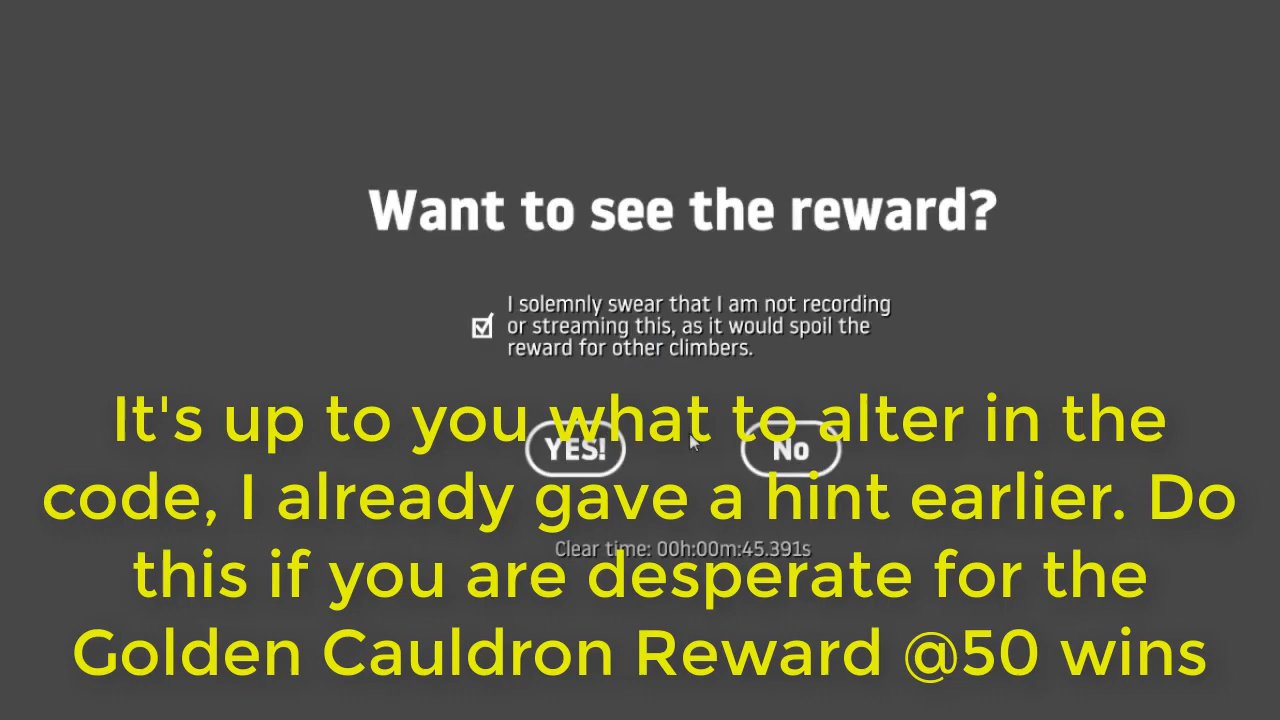 Want to see the reward?
I solemnly swear that I am not recording
or streaming this, as it would spoil the
reward for other climbers.
It's up to you what to alter in the
YES! No
code, I already gave a hint earlier. Do
Clear time: 00h:00m:45.391s
this if you are desperate for the
Golden Cauldron Reward @50 wins